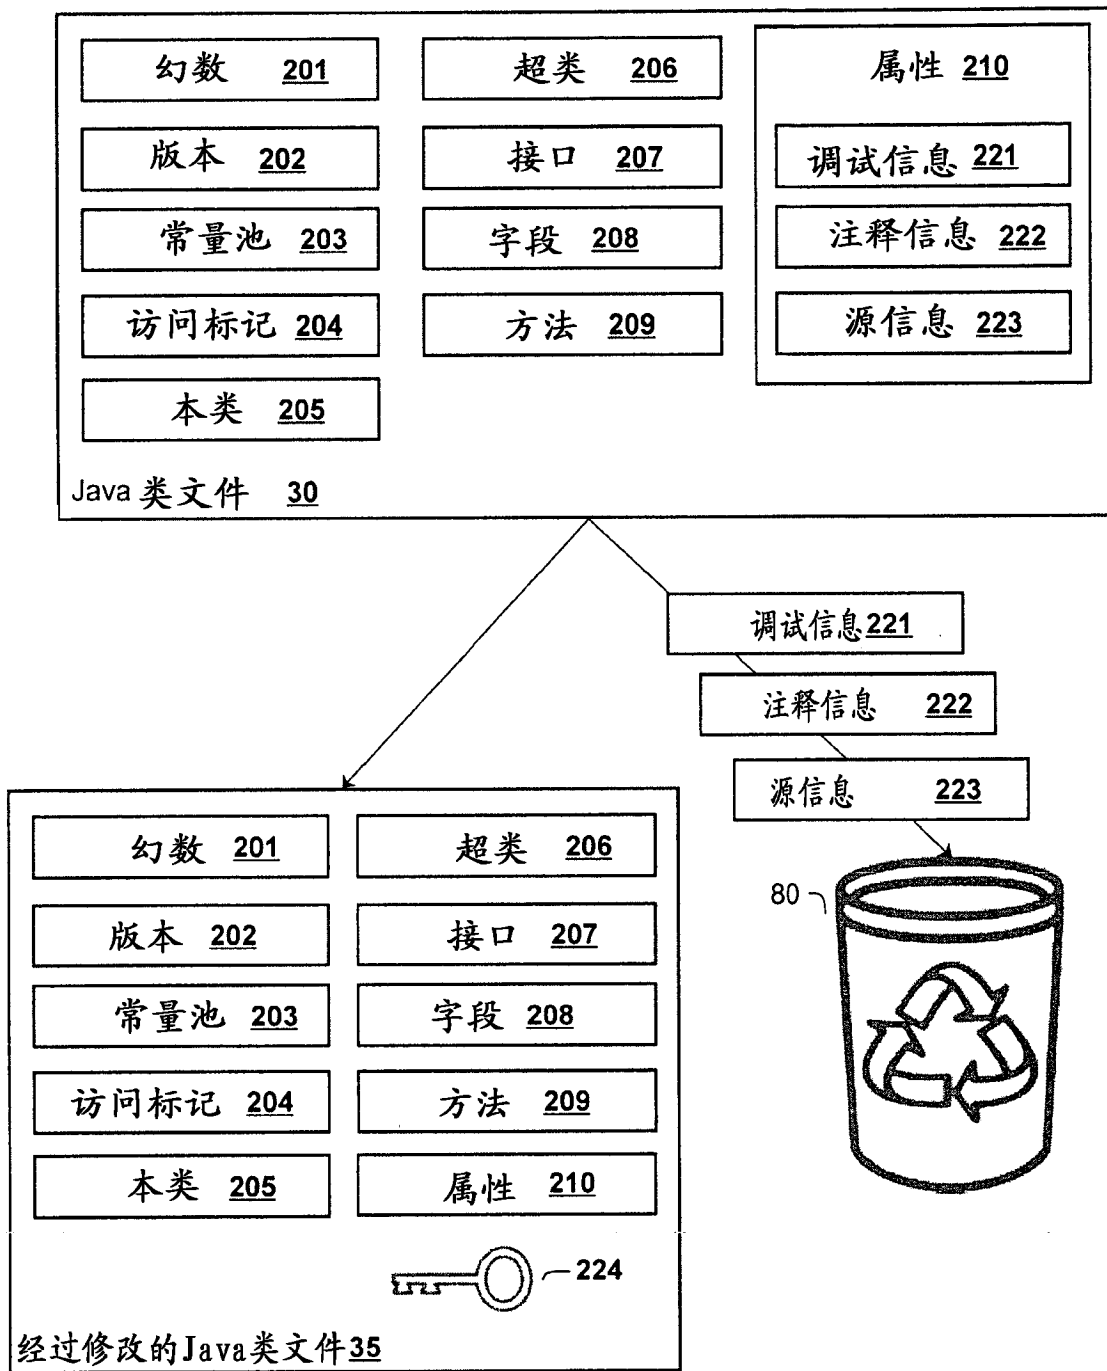 幻数 201
超类 206
属性 210
版本 202
接口 207
调试信息 221
常量池 203
字段 208
注释信息 222
访问标记 204
方法 209
源信息 223
本类 205
Java 类文件 30
调试信息221
注释信息 222
源信息 223
幻数 201
超类 206
80
版本 202
接口 207
常量池 203
字段 208
访问标记 204
方法 209
本类 205
属性 210
224
经过修改的Java类文件35